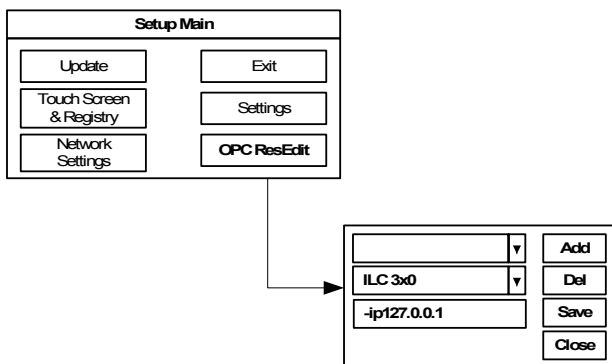 Setup Main
Update
Exit
Touch Screen
& Registry
Settings
Network
Settings
OPC ResEdit
Add
ILC 3x0
Del
-ip127.0.0.1
Save
Close